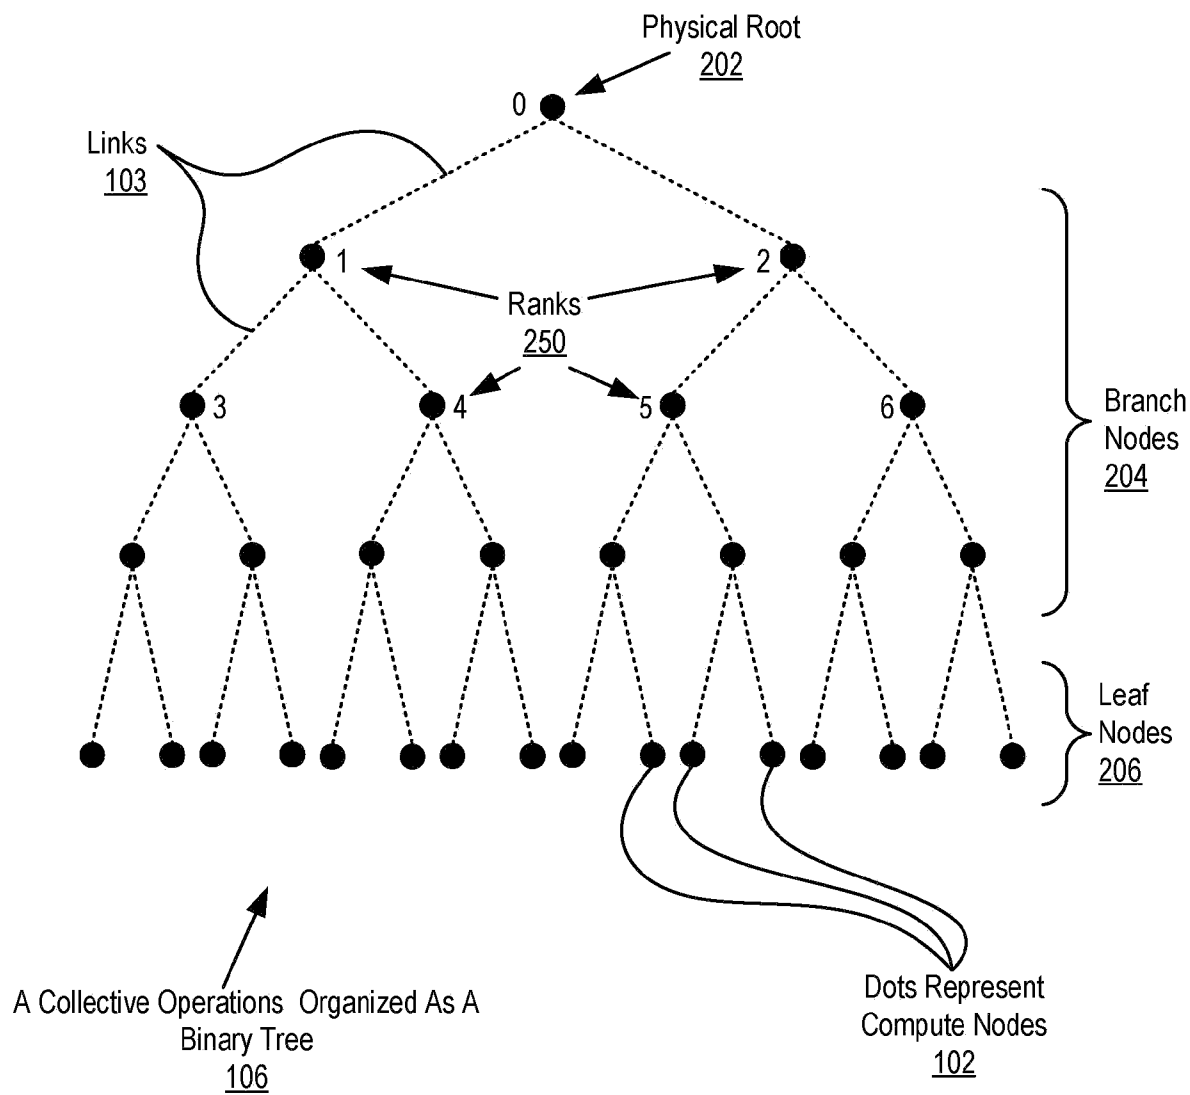 Physical Root
202
0
Links
103
1
2
Ranks
250
3
4
5
6
Branch
Nodes
204
Leaf
Nodes
206
A Collective Operations Organized As A
Binary Tree
106
Dots Represent
Compute Nodes
102